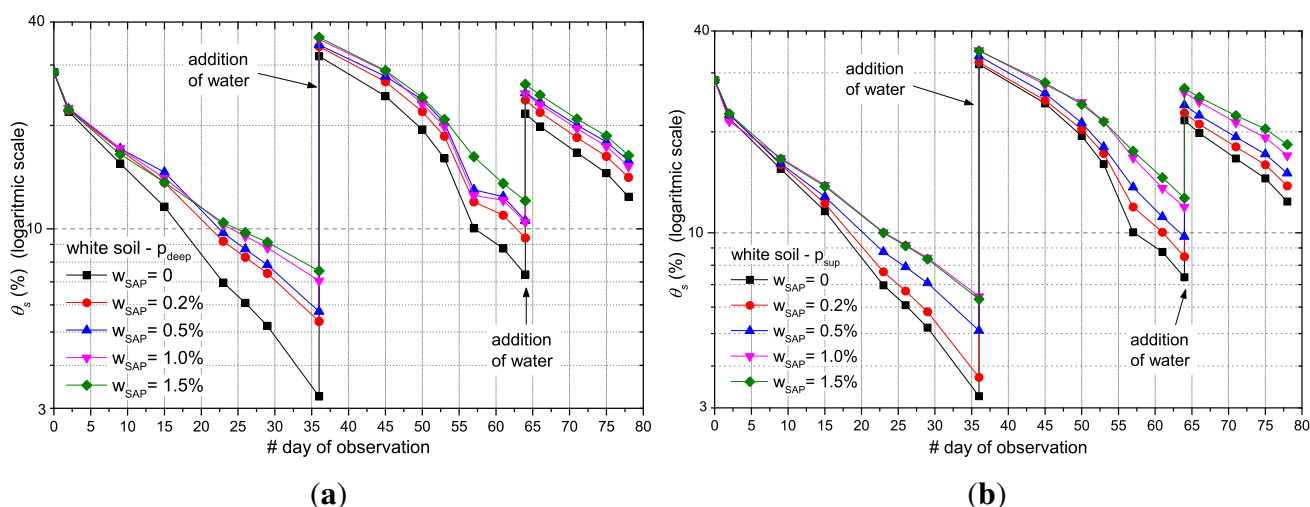 40
20
10
3
θs (%) (logaritmic scale)
addition
of water
white soil - pdeep
wSAP= 0
wSAP= 0.2%
wSAP= 0.5%
wSAP= 1.0%
wSAP= 1.5%
addition
of water
0 5 10 15 20 25 30 35 40 45 50 55 60 65 70 75 80
# day of observation
(a)
40
20
10
3
θs (%) (logaritmic scale)
addition
of water
white soil - psup
wSAP= 0
wSAP= 0.2%
wSAP= 0.5%
wSAP= 1.0%
wSAP= 1.5%
addition
of water
0 5 10 15 20 25 30 35 40 45 50 55 60 65 70 75 80
# day of observation
(b)